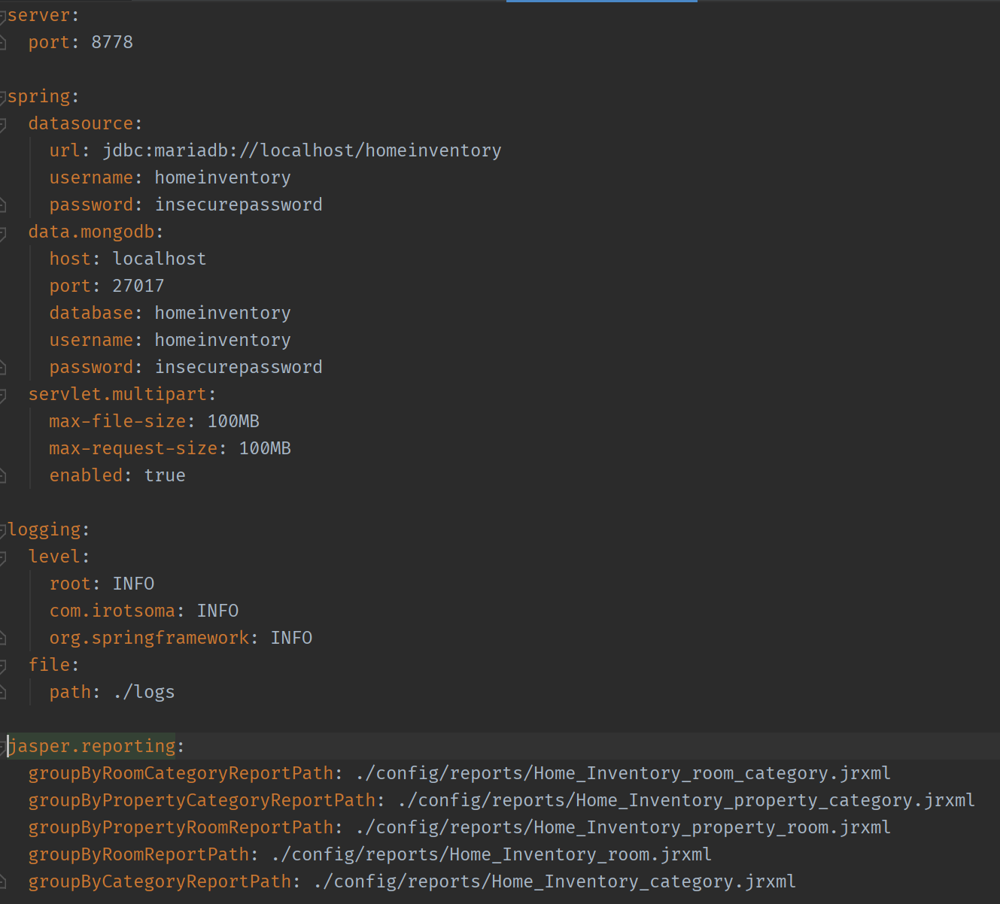 server:
  port: 8778

spring:
  datasource:
    url: jdbc:mariadb://localhost/homeinventory
    username: homeinventory
    password: insecurepassword
  data.mongodb:
    host: localhost
    port: 27017
    database: homeinventory
    username: homeinventory
    password: insecurepassword
  servlet.multipart:
    max-file-size: 100MB
    max-request-size: 100MB
    enabled: true

logging:
  level:
    root: INFO
    com.irotsoma: INFO
    org.springframework: INFO
  file:
    path: ./logs

jasper.reporting:
  groupByRoomCategoryReportPath: ./config/reports/Home_Inventory_room_category.jrxml
  groupByPropertyCategoryReportPath: ./config/reports/Home_Inventory_property_category.jrxml
  groupByPropertyRoomReportPath: ./config/reports/Home_Inventory_property_room.jrxml
  groupByRoomReportPath: ./config/reports/Home_Inventory_room.jrxml
  groupByCategoryReportPath: ./config/reports/Home_Inventory_category.jrxml